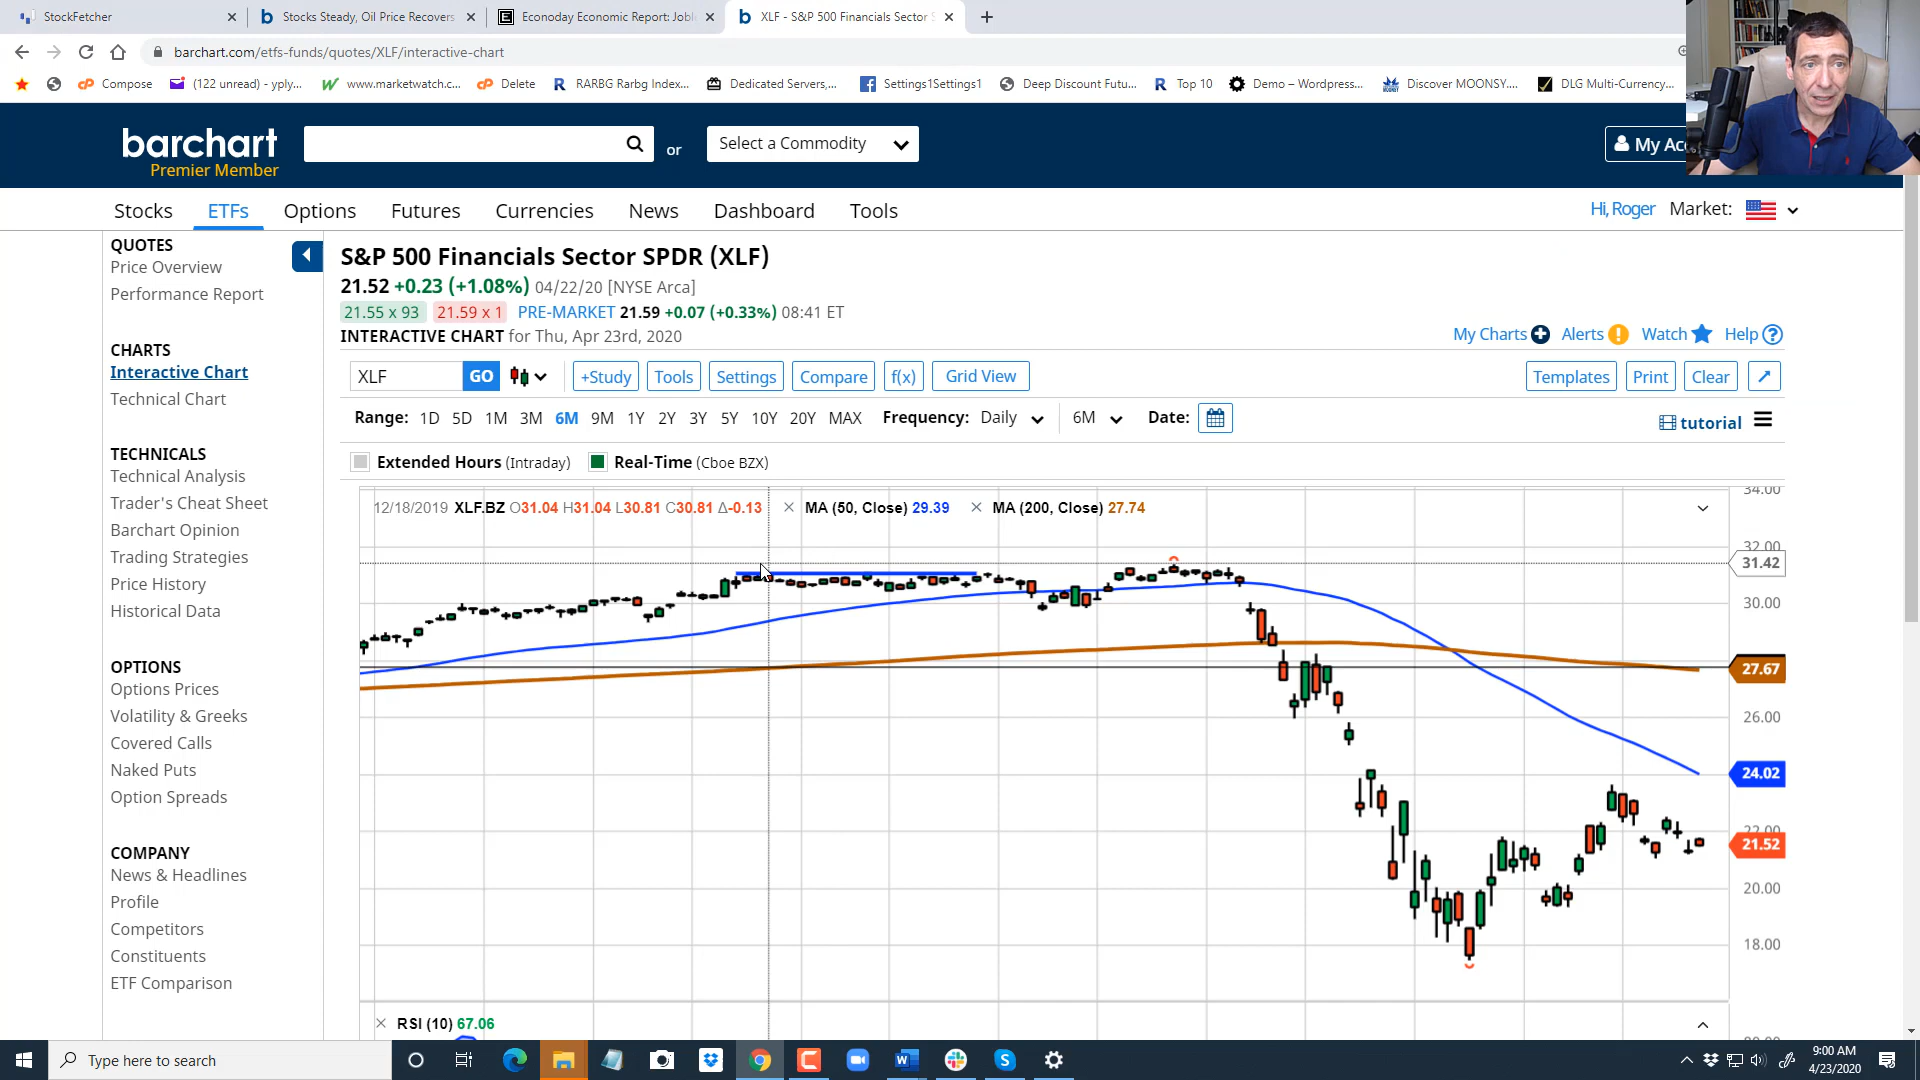 StockFetcher
Stocks Steady, Oil Price Recovers
Econoday Economic Report: Jobl
XLF - S&P 500 Financials Sector S
barchart.com/etfs-funds/quotes/XLF/interactive-chart
Compose
(122 unread) - yply...
www.marketwatch.c...
Delete
RARBG Rarbg Index...
Dedicated Servers,...
Settings1Settings1
Deep Discount Futu...
Top 10
Demo – Wordpress...
Discover MOONSY....
DLG Multi-Currency...
barchart
Premier Member
or
Select a Commodity
My Acc
Stocks
ETFs
Options
Futures
Currencies
News
Dashboard
Tools
Hi, Roger
Market:
QUOTES
Price Overview
Performance Report
CHARTS
Interactive Chart
Technical Chart
TECHNICALS
Technical Analysis
Trader's Cheat Sheet
Barchart Opinion
Trading Strategies
Price History
Historical Data
OPTIONS
Options Prices
Volatility & Greeks
Covered Calls
Naked Puts
Option Spreads
COMPANY
News & Headlines
Profile
Competitors
Constituents
ETF Comparison
S&P 500 Financials Sector SPDR (XLF)
21.52 +0.23 (+1.08%) 04/22/20 [NYSE Arca]
21.55 x 93 21.59 x 1 PRE-MARKET 21.59 +0.07 (+0.33%) 08:41 ET
INTERACTIVE CHART for Thu, Apr 23rd, 2020
My Charts
Alerts
Watch
Help
XLF GO
+Study
Tools
Settings
Compare
f(x)
Grid View
Templates
Print
Clear
Range: 1D 5D 1M 3M 6M 9M 1Y 2Y 3Y 5Y 10Y 20Y MAX Frequency: Daily 6M Date:
tutorial
Extended Hours (Intraday) Real-Time (Cboe BZX)
12/18/2019 XLF.BZ O31.04 H31.04 L30.81 C30.81 Δ-0.13 MA (50, Close) 29.39 MA (200, Close) 27.74
34.00
32.00
31.42
30.00
27.67
26.00
24.02
22.00
21.52
20.00
18.00
RSI (10) 67.06
Type here to search
9:00 AM
4/23/2020